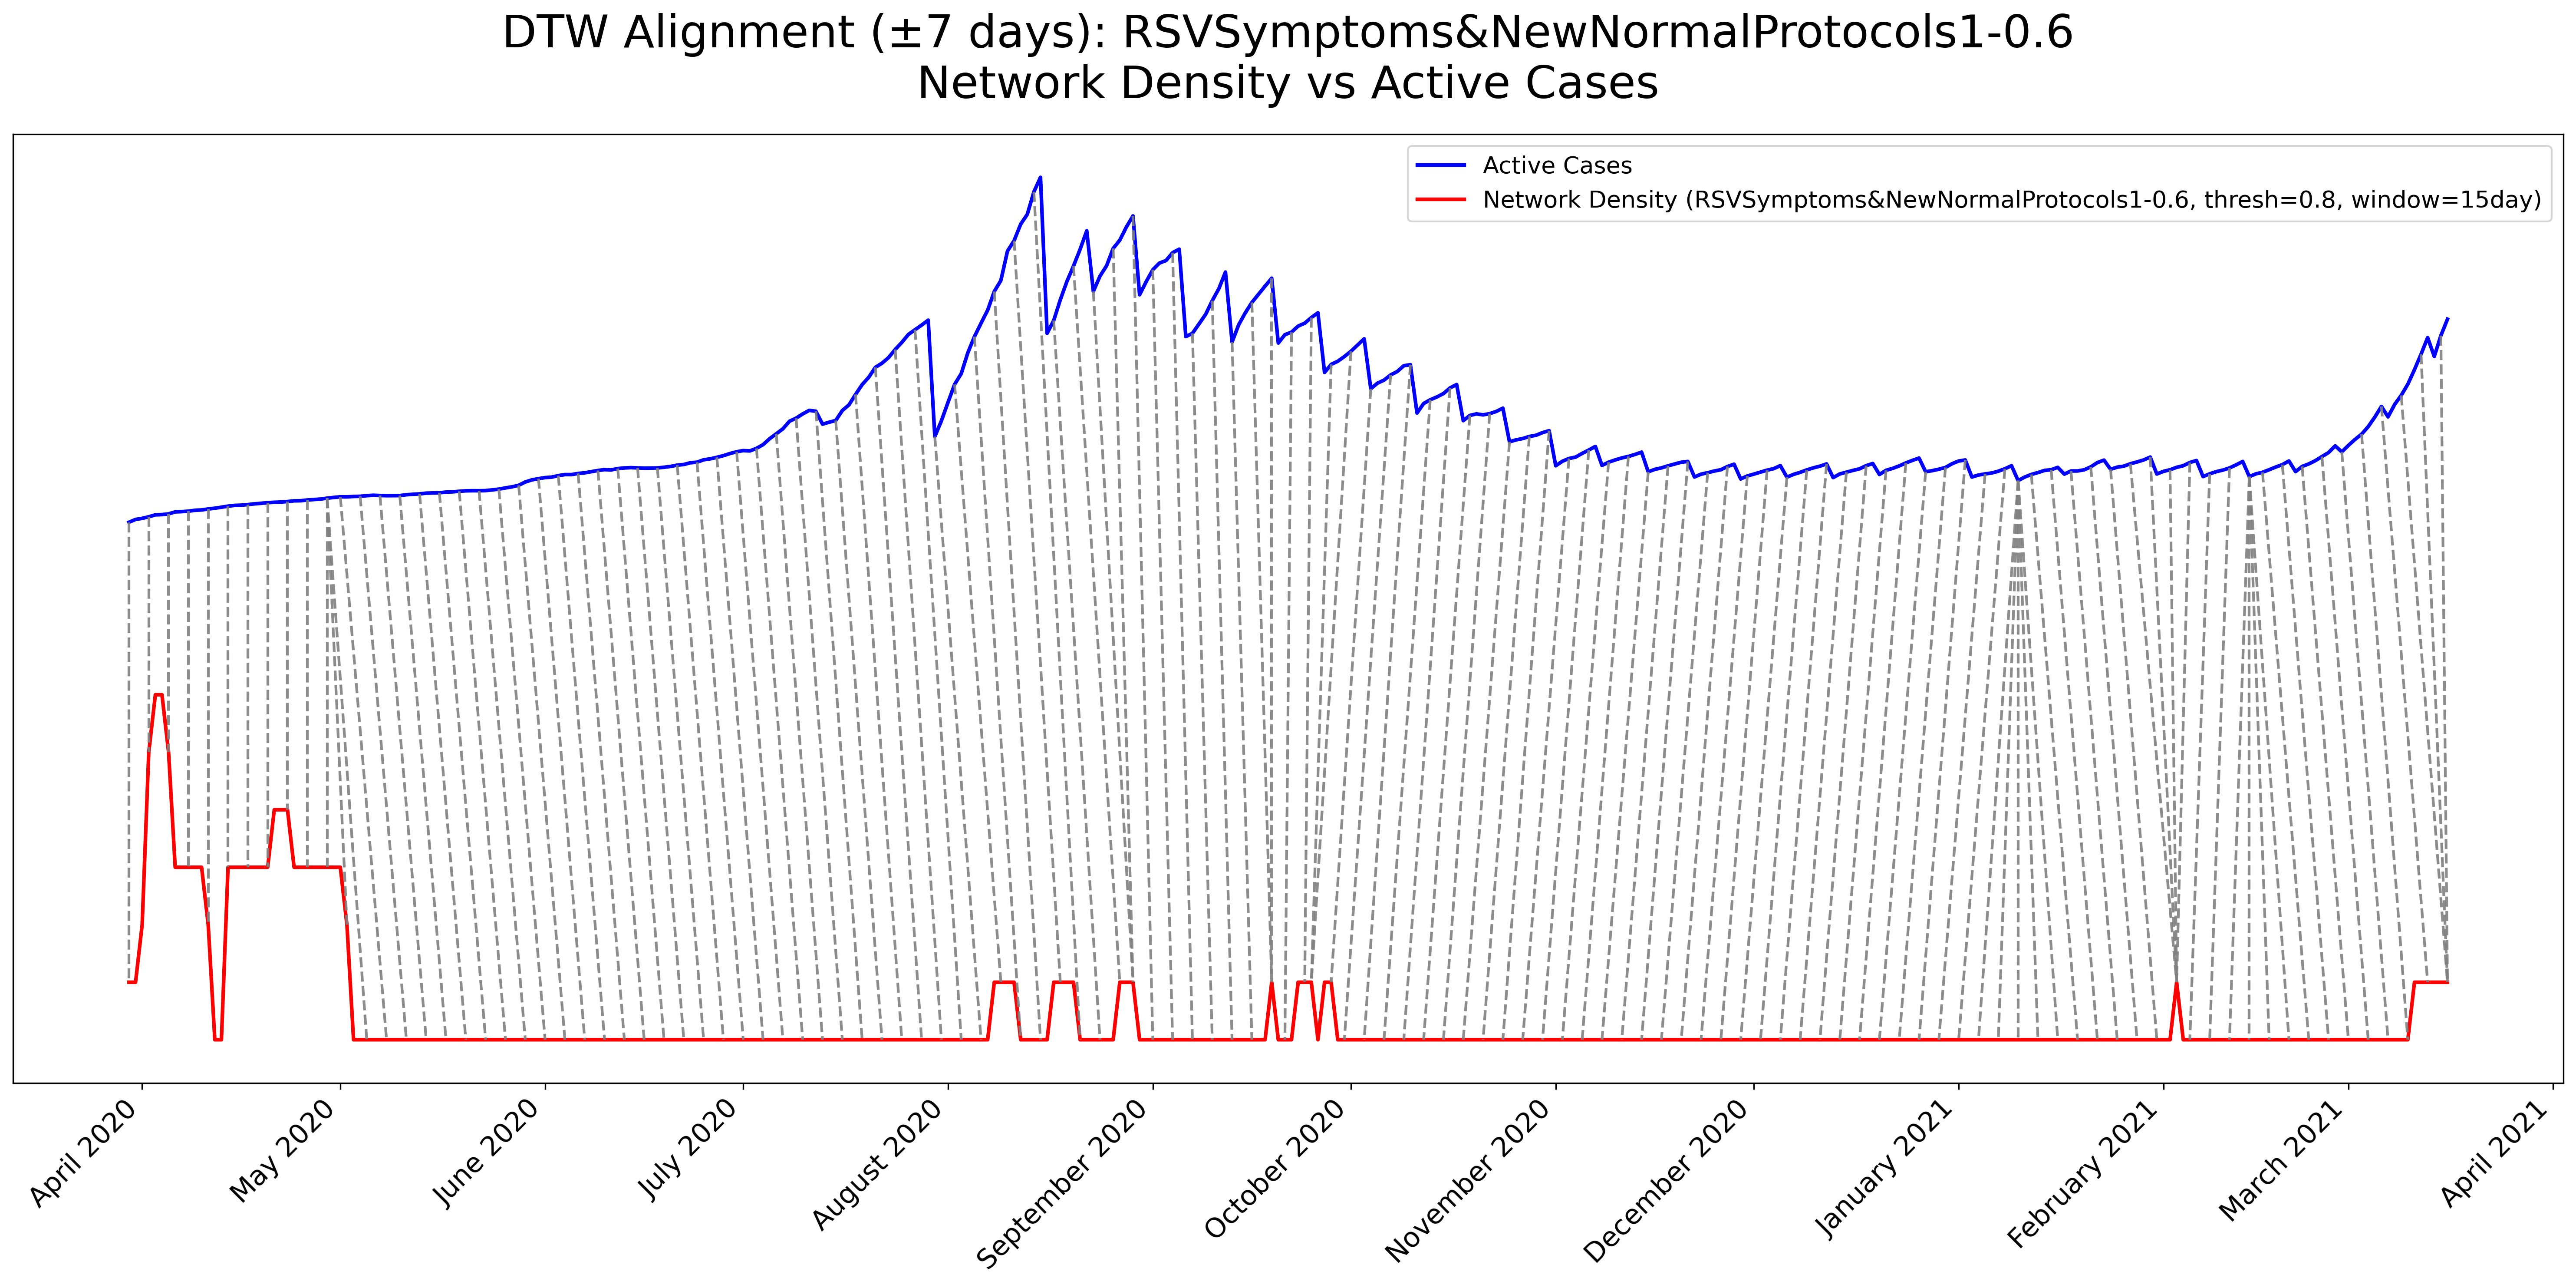 DTW Alignment (±7 days): RSVSymptoms&NewNormalProtocols1-0.6
Network Density vs Active Cases
Active Cases
Network Density (RSVSymptoms&NewNormalProtocols1-0.6, thresh=0.8, window=15day)
April 2020
May 2020
June 2020
July 2020
August 2020
September 2020
October 2020
November 2020
December 2020
January 2021
February 2021
March 2021
April 2021